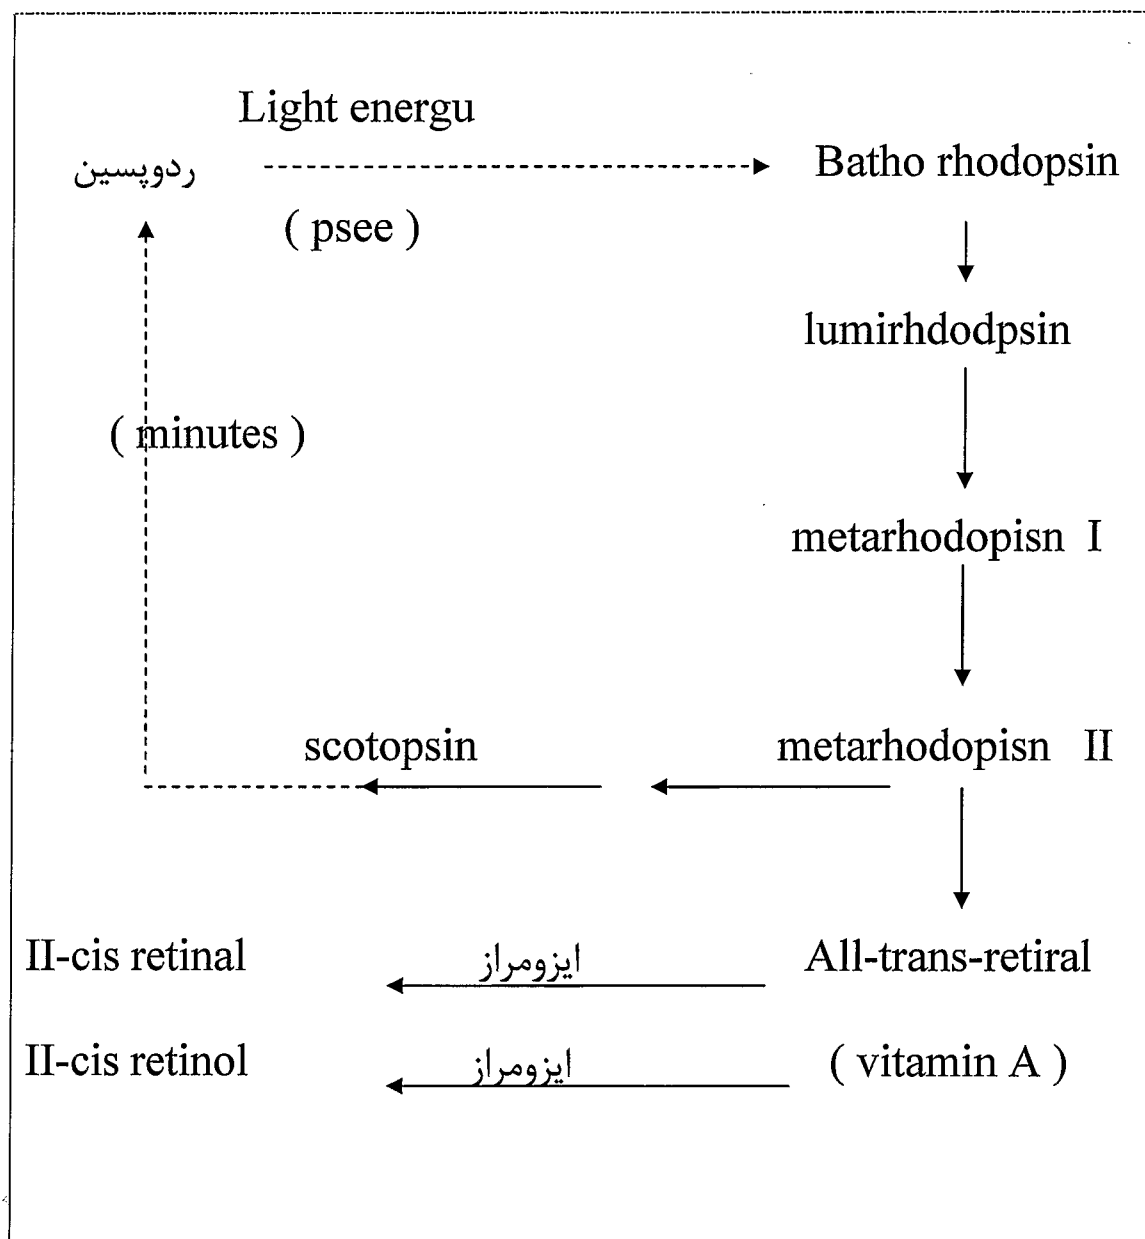 Light energu
ردوپسین
Batho rhodopsin
( psee )
lumirhdodpsin
( minutes )
metarhodopisn I
scotopsin
metarhodopisn II
II-cis retinal
ایزومراز
All-trans-retiral
II-cis retinol
ایزومراز
( vitamin A )